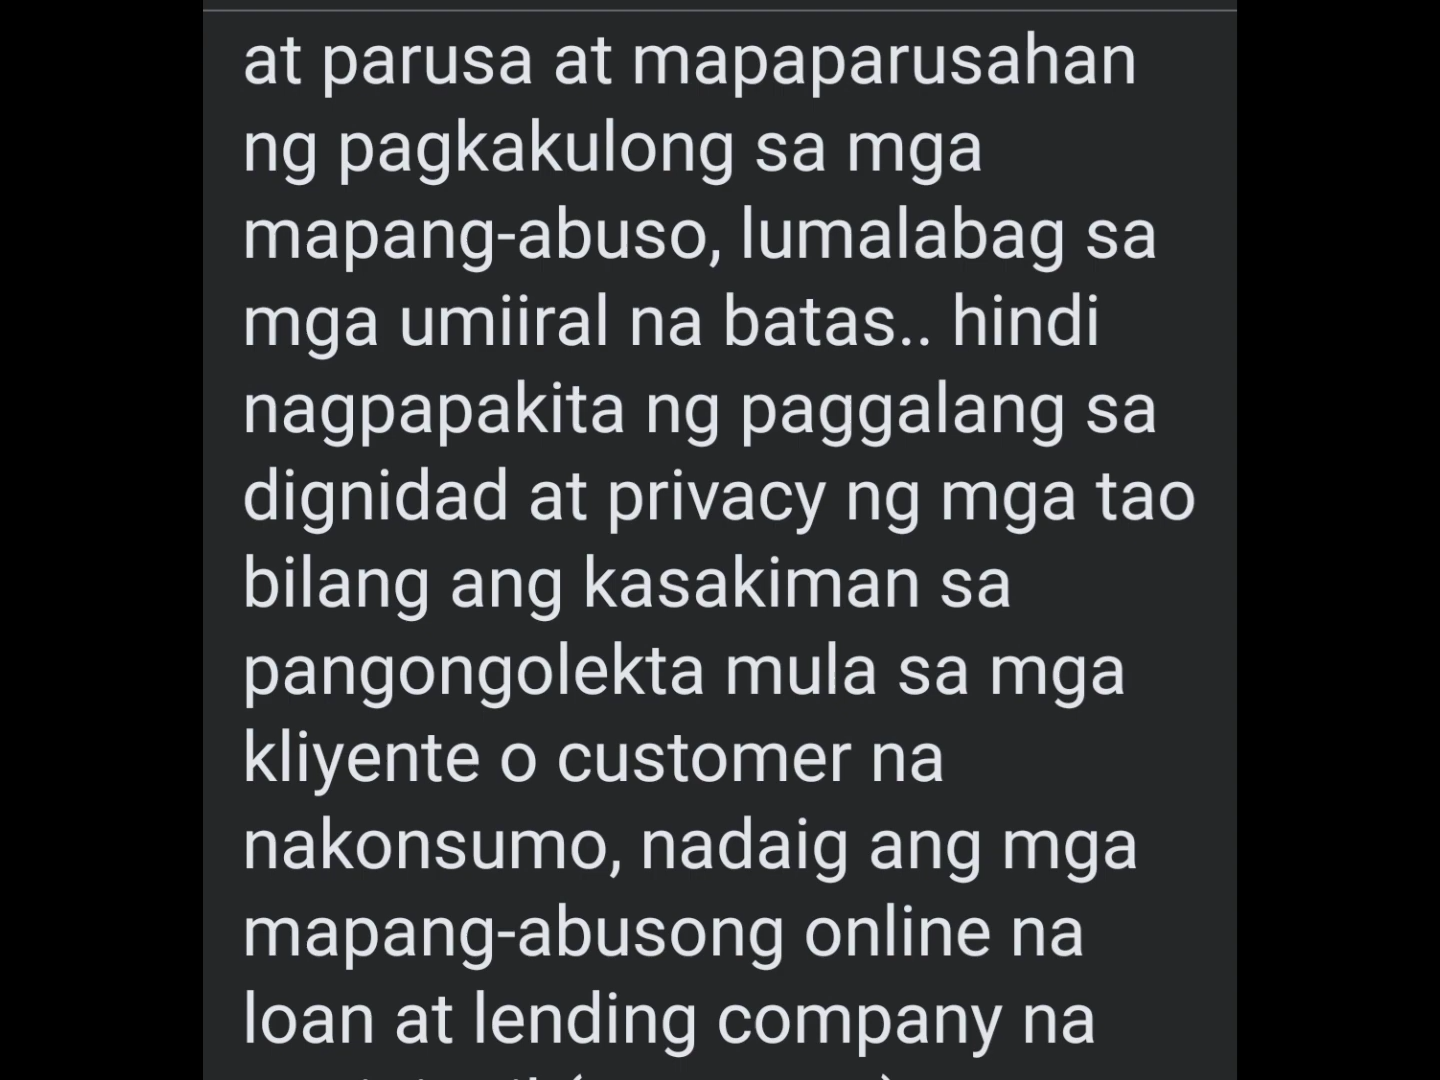 at parusa at mapaparusahan
ng pagkakulong sa mga
mapang-abuso, lumalabag sa
mga umiiral na batas.. hindi
nagpapakita ng paggalang sa
dignidad at privacy ng mga tao
bilang ang kasakiman sa
pangongolekta mula sa mga
kliyente o customer na
nakonsumo, nadaig ang mga
mapang-abusong online na
loan at lending company na